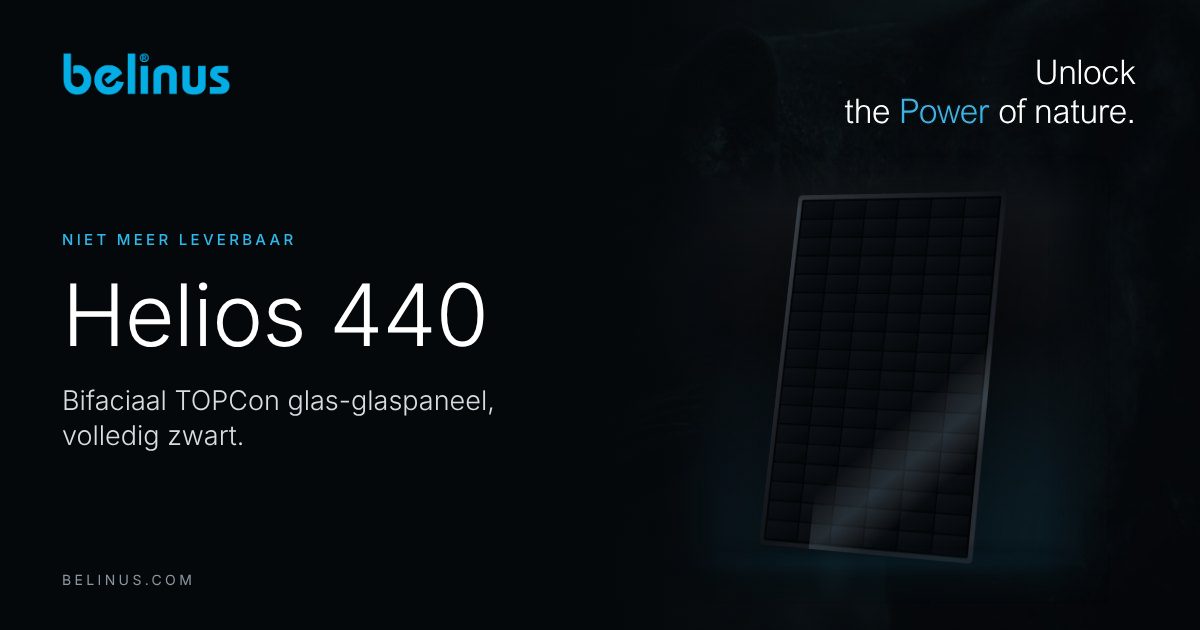 belinus®
Unlock
the Power of nature.
NIET MEER LEVERBAAR
Helios 440
Bifaciaal TOPCon glas-glaspaneel,
volledig zwart.
BELINUS.COM